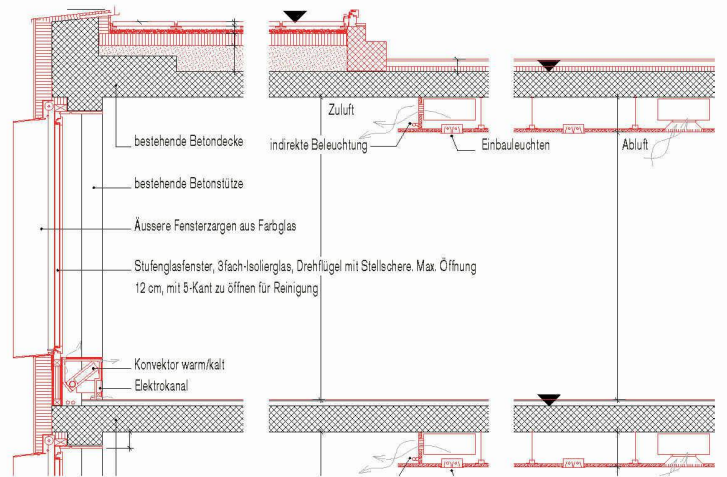 Zuluft
bestehende Betondecke
indirekte Beleuchtung
Einbauleuchten
Abluft
bestehende Betonstütze
Äussere Fensterzargen aus Farbglas
Stufenglasfenster, 3fach-Isolierglas, Drehflügel mit Stellschere. Max. Öffnung
12 cm, mit 5-Kant zu öffnen für Reinigung
Konvektor warm/kalt
Elektrokanal